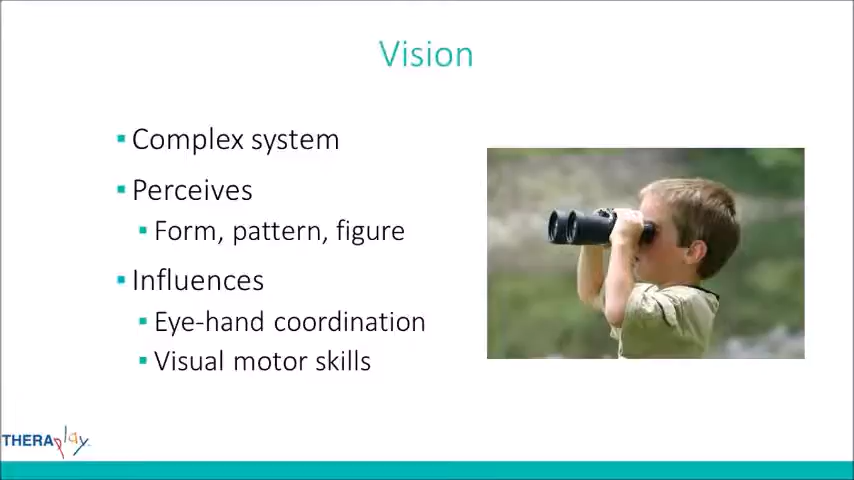 Vision
▪ Complex system
▪ Perceives
▪ Form, pattern, figure
▪ Influences
▪ Eye-hand coordination
▪ Visual motor skills
THERAplay